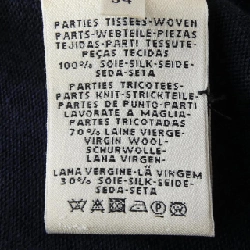 PARTIES TISSEES-WOVEN
PARTS-WEBTEILE-PIEZAS
TEJIDAS-PARTI TESSUTE-
PEÇAS TECIDAS
100% SOIE-SILK-SEIDE-
SEDA-SETA
PARTIES TRICOTEES-
PARTS KNIT-STRICKTEILE-
PARTES DE PUNTO-PARTI
LAVORATE A MAGLIA-
PARTES TRICOTADAS
70% LAINE VIERGE-
VIRGIN WOOL-
SCHURWOLLE-
LANA VIRGEN-
LANA VERGINE-LÃ VIRGEM
30% SOIE-SILK-SEIDE-
SEDA-SETA